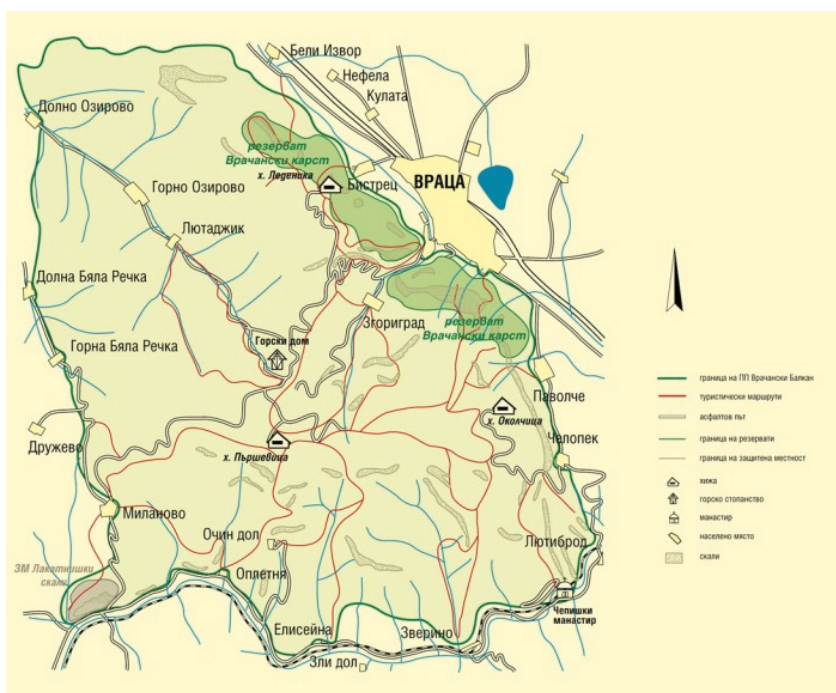 Бели Извор
Нефела
Кулата
Долно Озирово
резерват
Врачански карст
х. Леденика
Бистрец
ВРАЦА
Горно Озирово
Лютаджик
Долна Бяла Речка
Згориград
резерват
Врачански карст
Горски дом
Горна Бяла Речка
Паволче
х. Околчица
Челопек
Дружево
х. Пършевица
Миланово
Очин дол
Лютиброд
ЗМ Лакатнишки
скали
Оплетня
Чепишки
манастир
Елисейна
Зверино
Зли дол
граница на ПП Врачански Балкан
туристически маршрути
асфалтов път
граница на резервати
граница на защитена местност
хижа
горско стопанство
манастир
населено място
скали